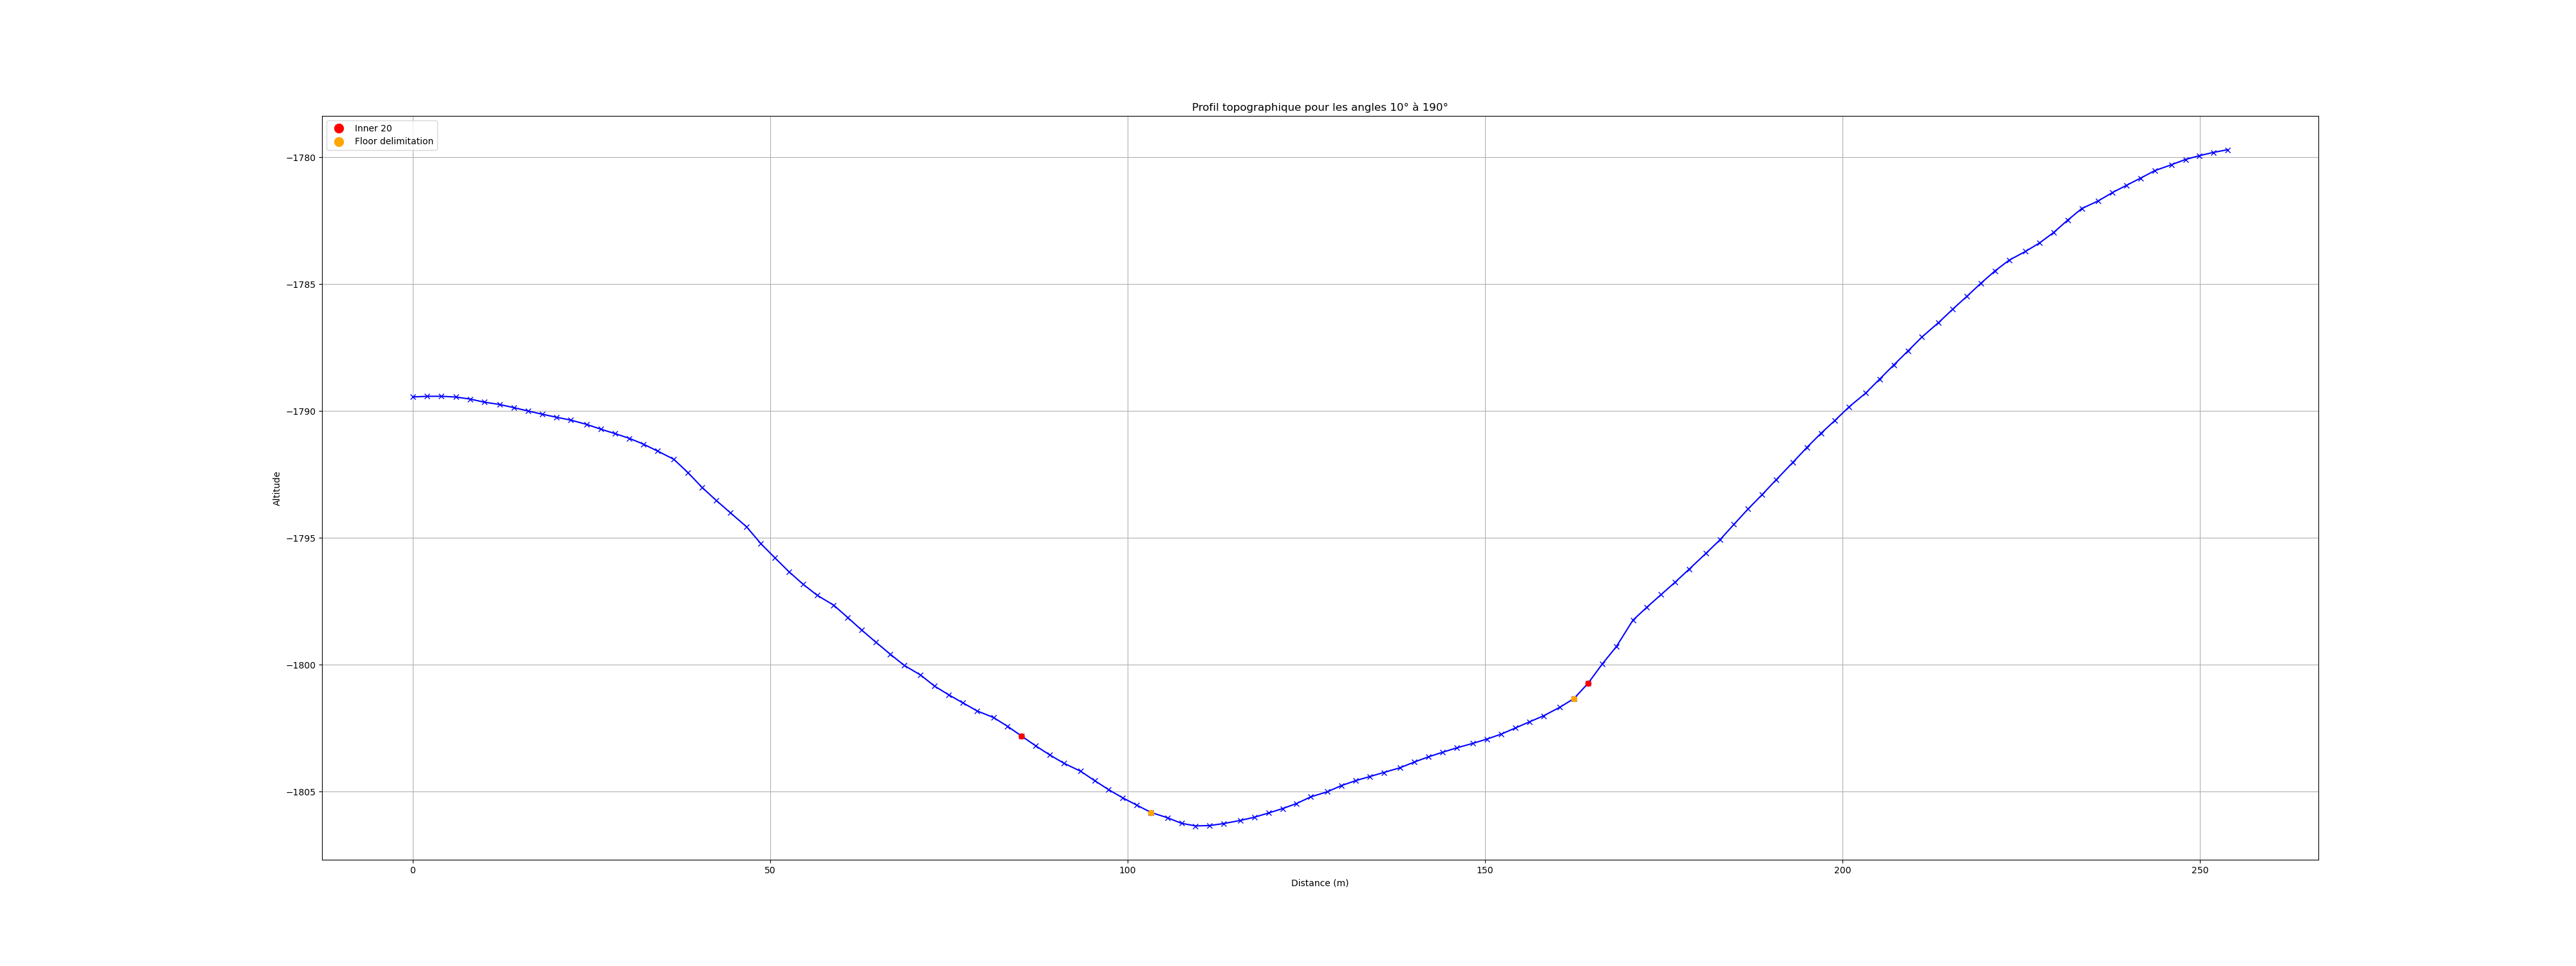 Profil topographique pour les angles 10° à 190°
Inner 20
Floor delimitation
−1780
−1785
−1790
−1795
−1800
−1805
Altitude
0 50 100 150 200 250
Distance (m)